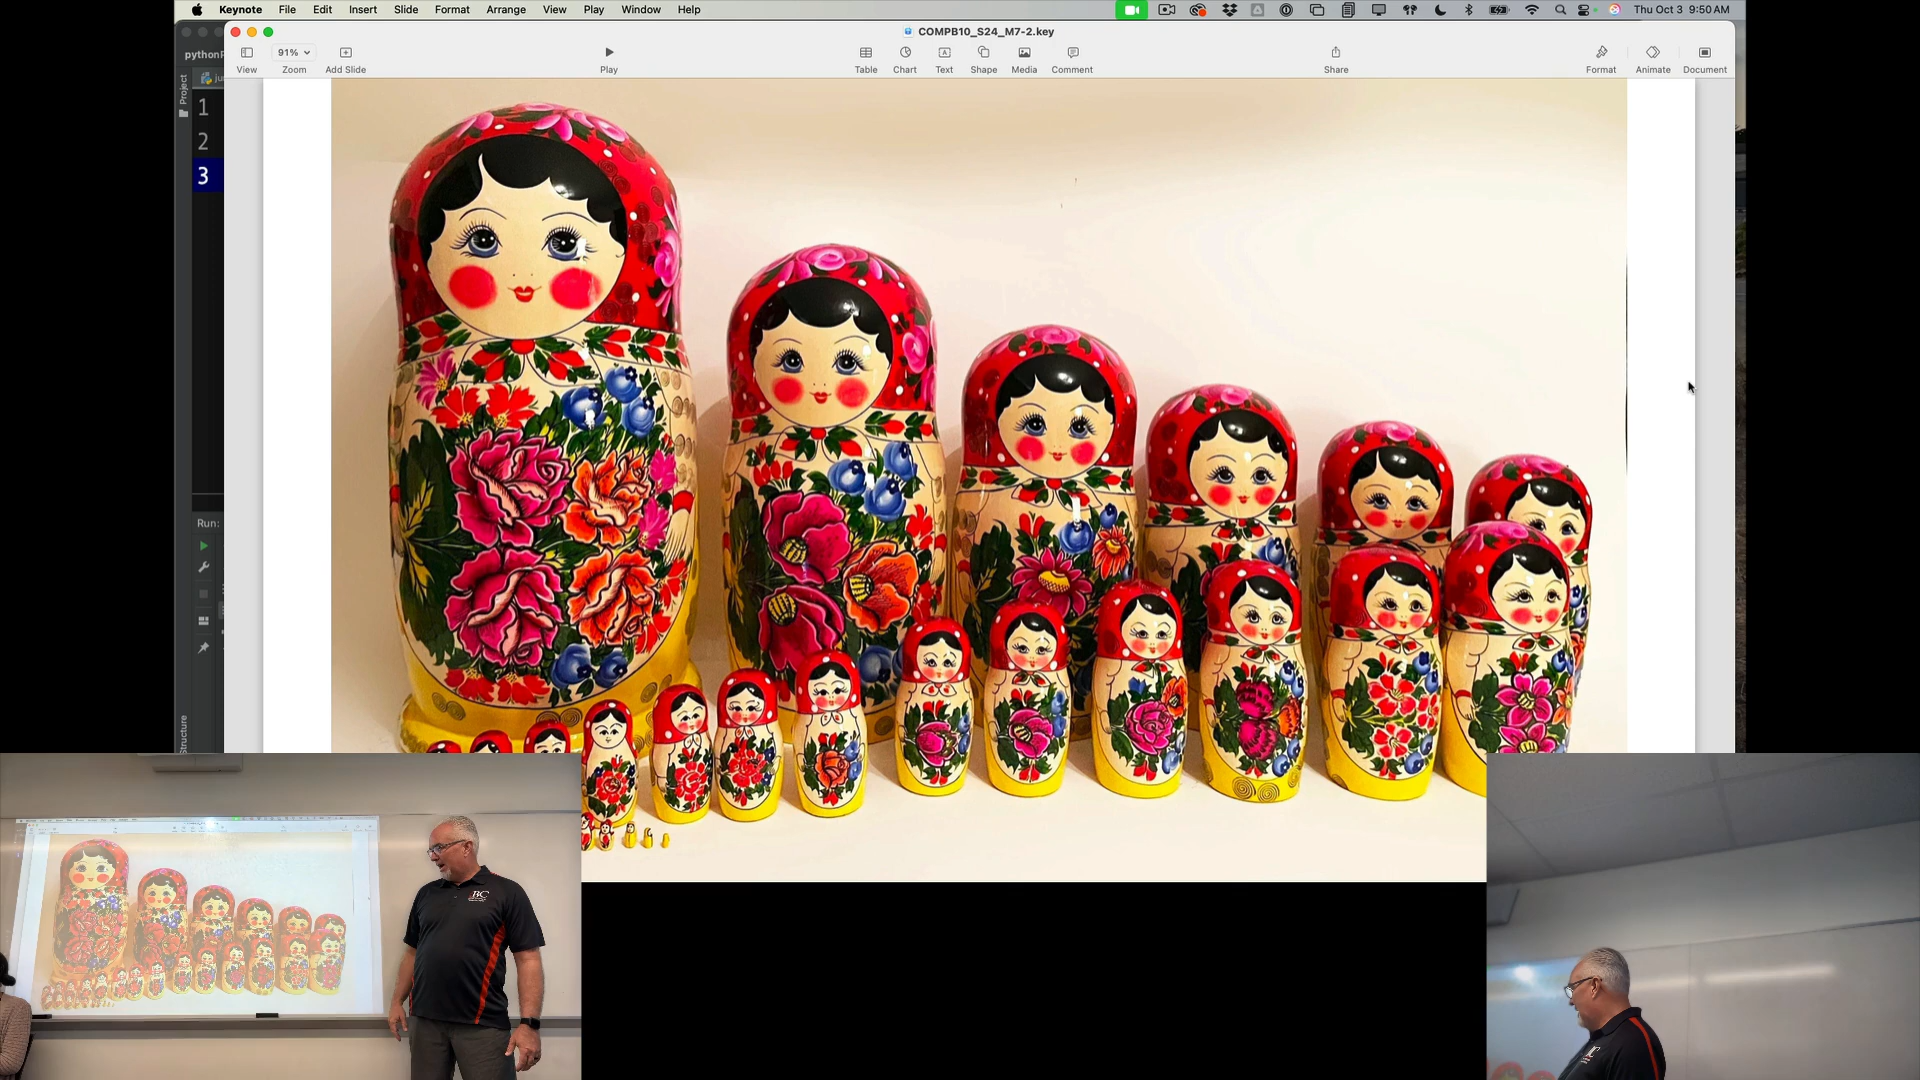 Keynote File Edit Insert Slide Format Arrange View Play Window Help
Thu Oct 3 9:50 AM
COMPB10_S24_M7-2.key
91%
View Zoom Add Slide Play Table Chart Text Shape Media Comment Share Format Animate Document
Project
1
2
3
Run:
Structure
BC